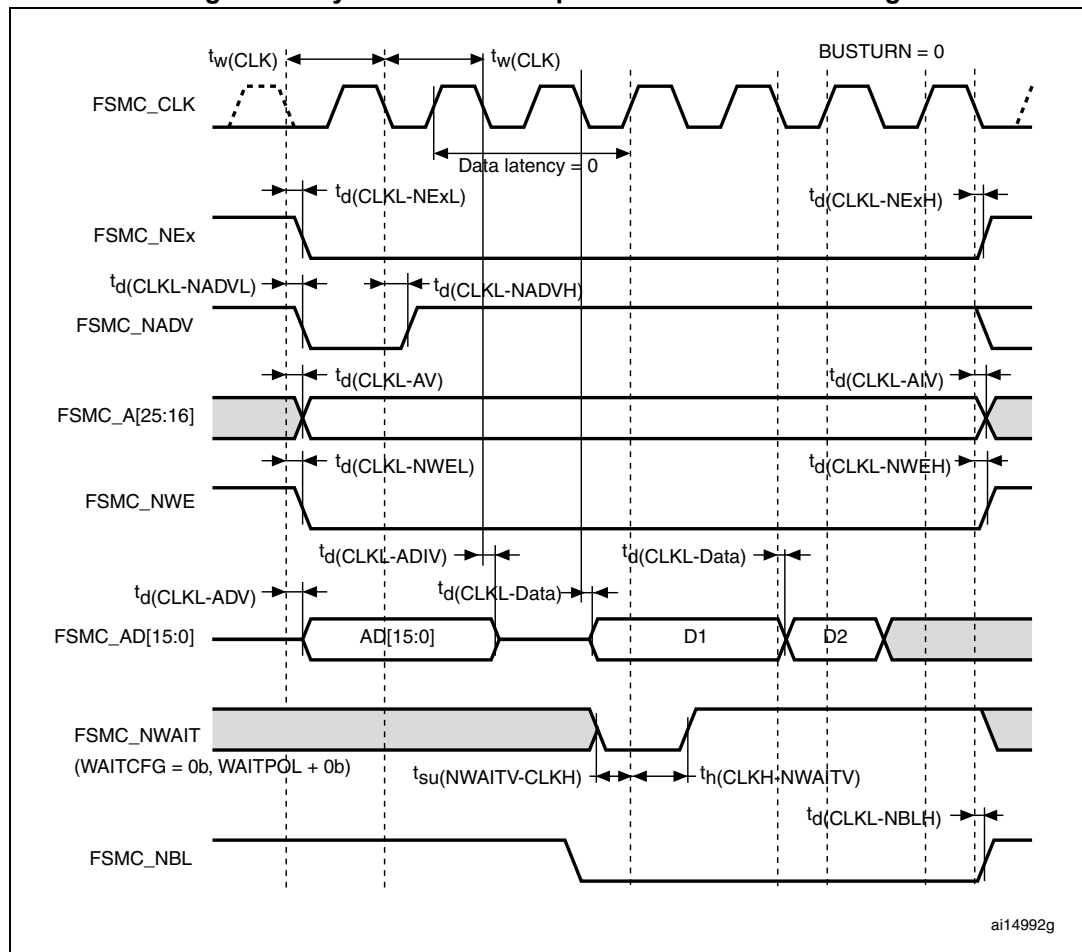 tw(CLK) tw(CLK) BUSTURN = 0
FSMC_CLK
Data latency = 0
td(CLKL-NExL) td(CLKL-NExH)
FSMC_NEx
td(CLKL-NADVL) td(CLKL-NADVH)
FSMC_NADV
td(CLKL-AV) td(CLKL-AIV)
FSMC_A[25:16]
td(CLKL-NWEL) td(CLKL-NWEH)
FSMC_NWE
td(CLKL-ADIV) td(CLKL-Data)
td(CLKL-ADV) td(CLKL-Data)
FSMC_AD[15:0] AD[15:0] D1 D2
FSMC_NWAIT
(WAITCFG = 0b, WAITPOL + 0b)
tsu(NWAITV-CLKH) th(CLKH-NWAITV)
td(CLKL-NBLH)
FSMC_NBL
ai14992g